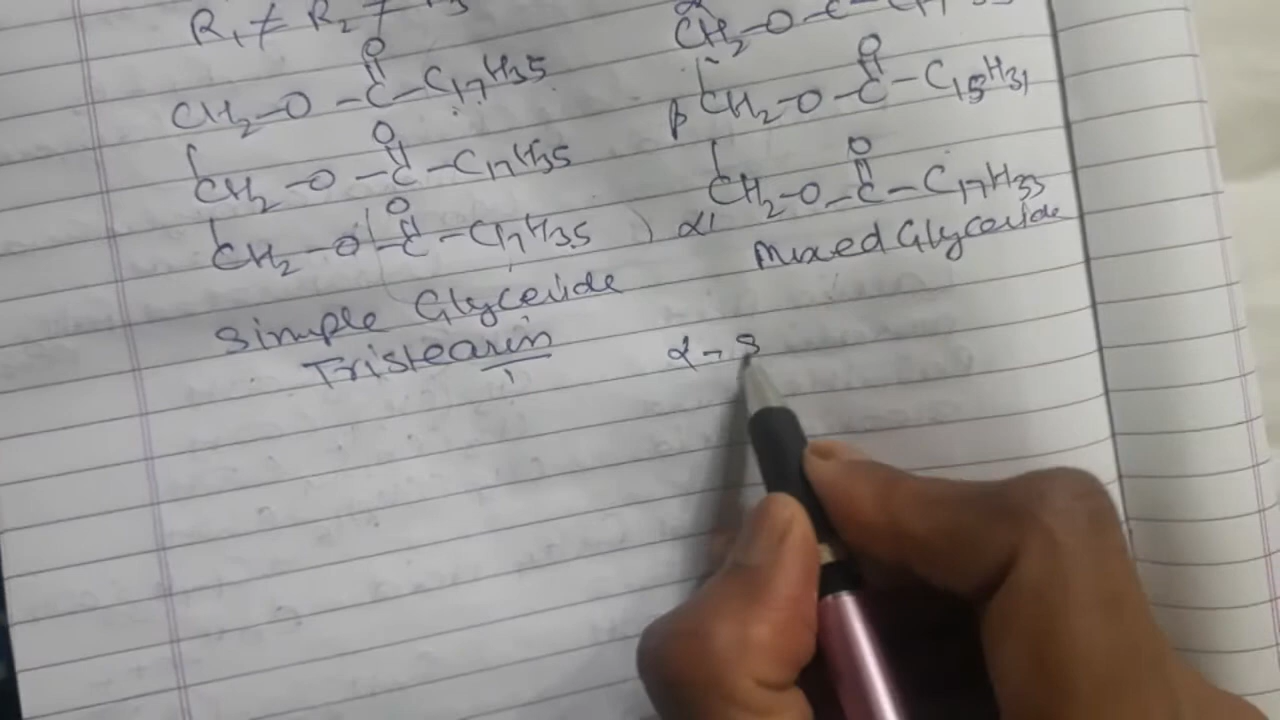 R₁ ≠ R₂ ≠
CH₂-O-C-C₁₇H₃₅
O
CH₂-O-C-C₁₇H₃₅
O
CH₂-O-C-C₁₇H₃₅
O
Simple Glyceride
Tristearin
CH₂-O-C
β CH₂-O-C-C₁₅H₃₁
O
CH₂-O-C-C₁₇H₃₃
O
α'
Mixed Glyceride
α-S